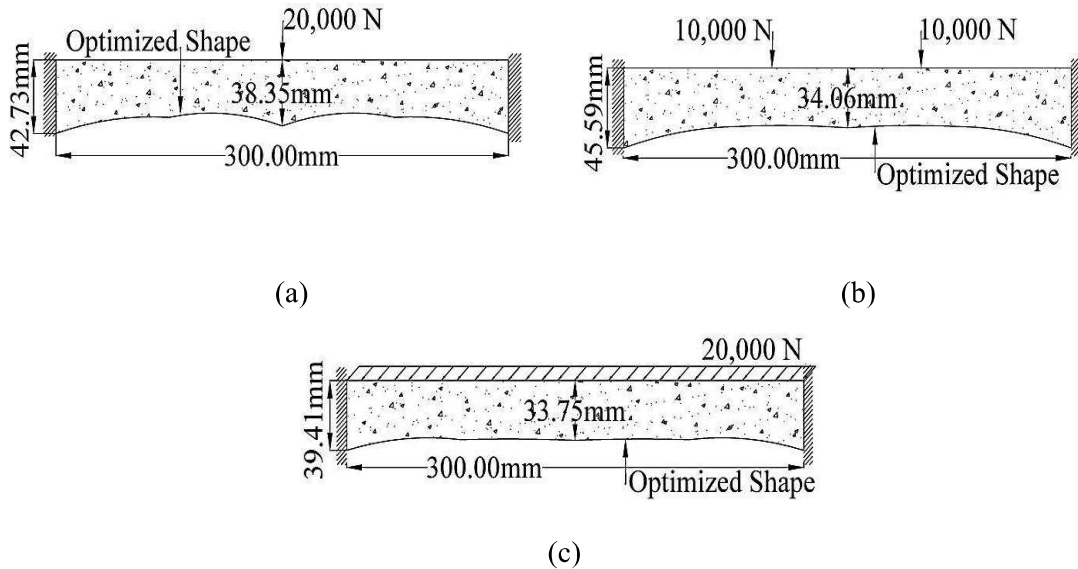 20,000 N
Optimized Shape
42.73mm
38.35mm
300.00mm
(a)
10,000 N
10,000 N
45.59mm
34.06mm
300.00mm
Optimized Shape
(b)
20,000 N
39.41mm
33.75mm
300.00mm
Optimized Shape
(c)